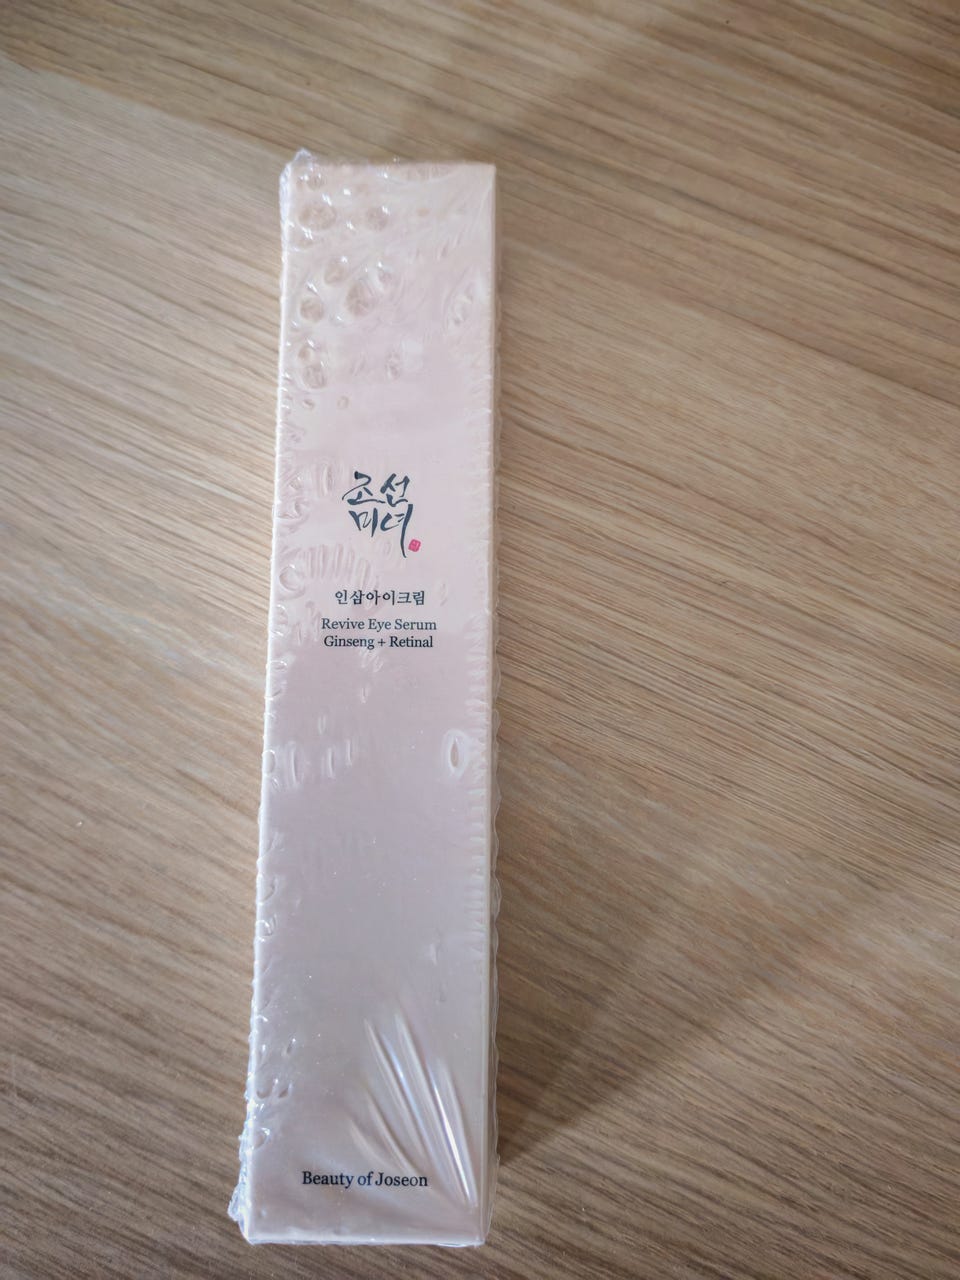 조선
미녀
인삼아이크림
Revive Eye Serum
Ginseng + Retinal
Beauty of Joseon